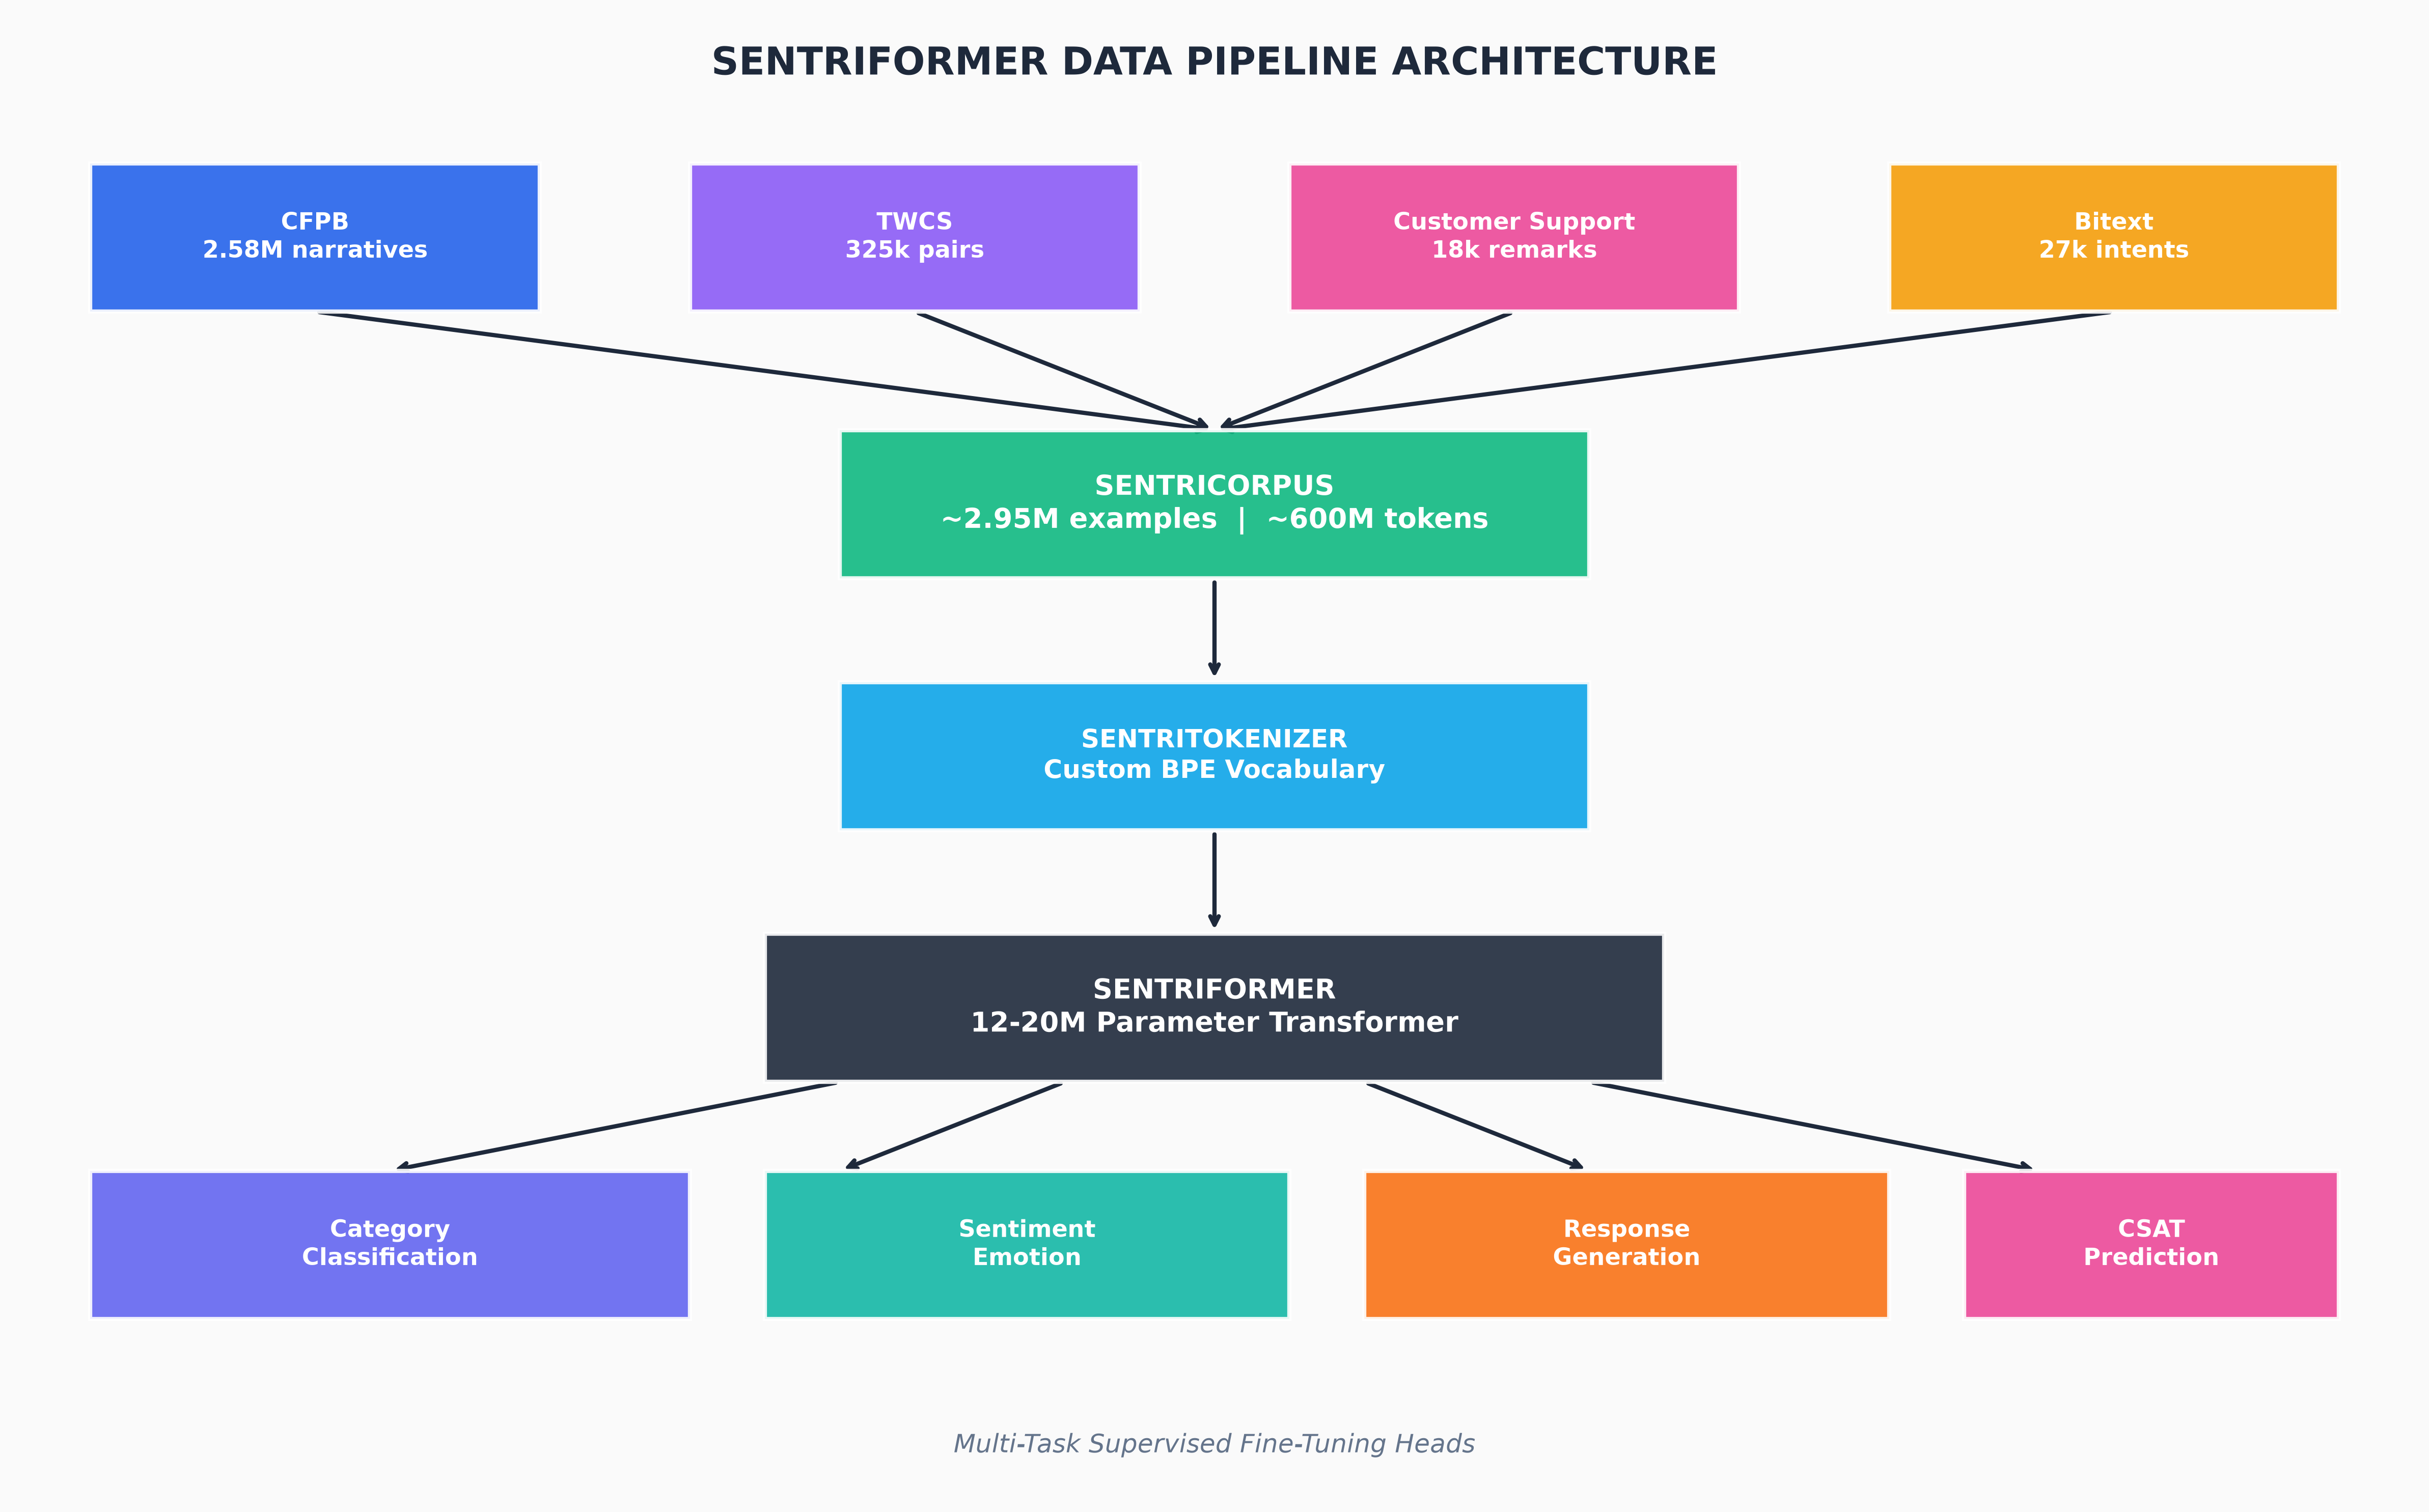 SENTRIFORMER DATA PIPELINE ARCHITECTURE
CFPB
2.58M narratives
TWCS
325k pairs
Customer Support
18k remarks
Bitext
27k intents
SENTRICORPUS
~2.95M examples | ~600M tokens
SENTRITOKENIZER
Custom BPE Vocabulary
SENTRIFORMER
12-20M Parameter Transformer
Category
Classification
Sentiment
Emotion
Response
Generation
CSAT
Prediction
Multi-Task Supervised Fine-Tuning Heads